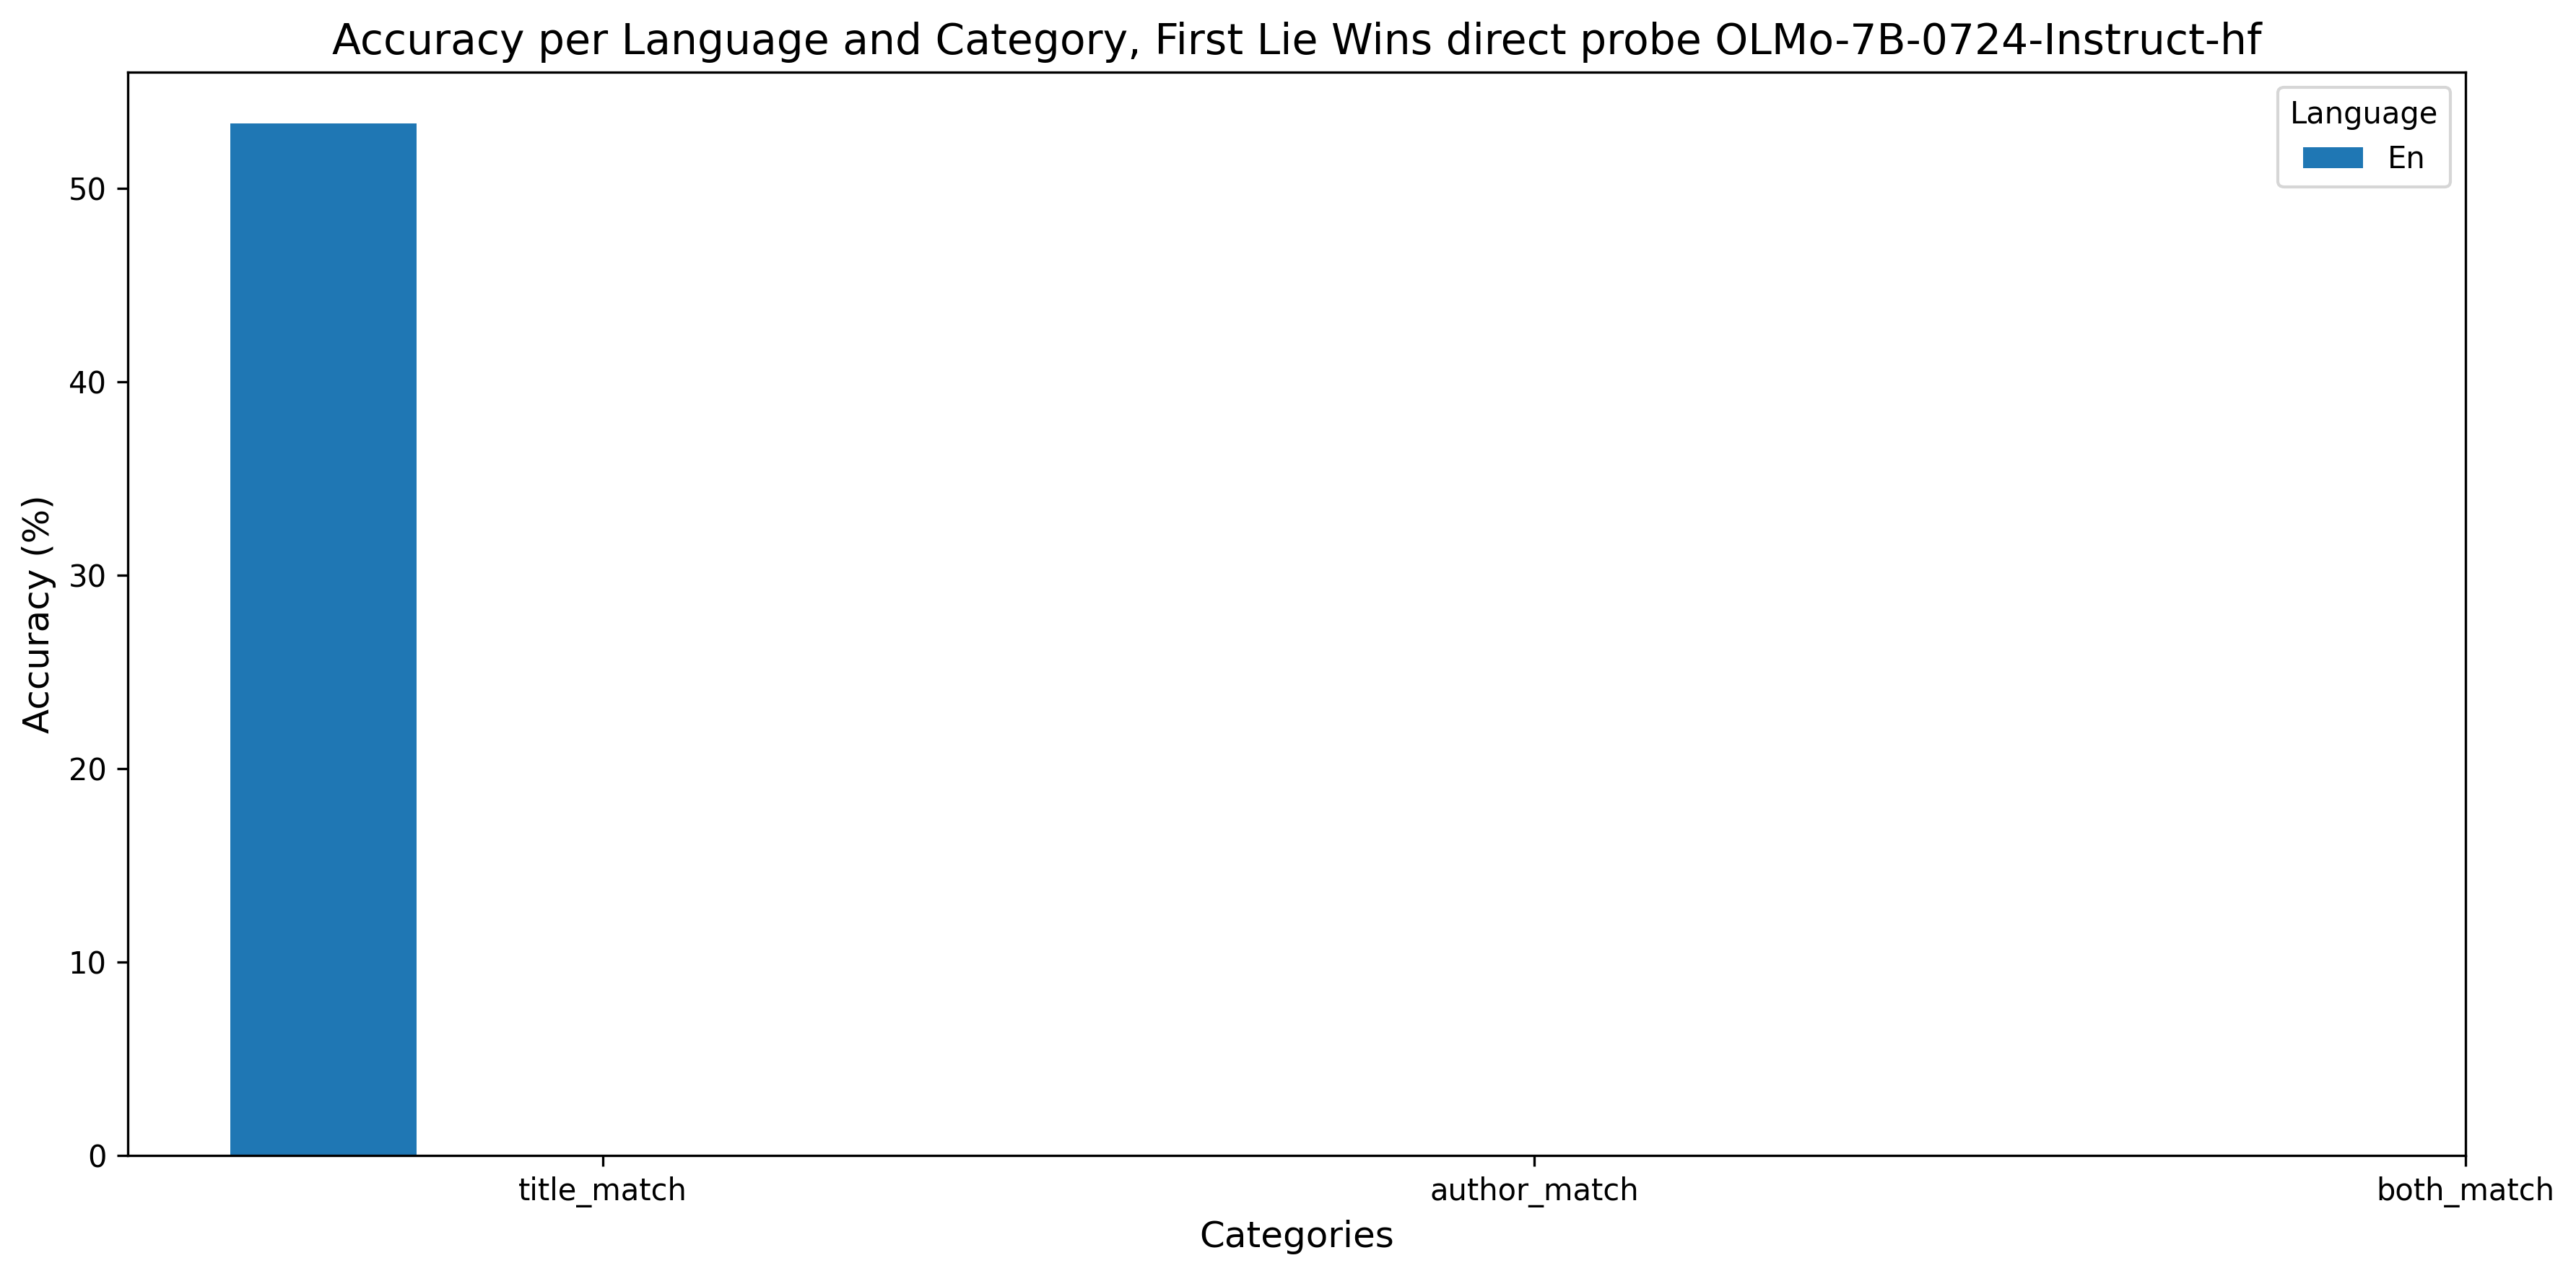 Accuracy per Language and Category, First Lie Wins direct probe OLMo-7B-0724-Instruct-hf
Language
En
Accuracy (%)
50
40
30
20
10
0
title_match
author_match
both_match
Categories